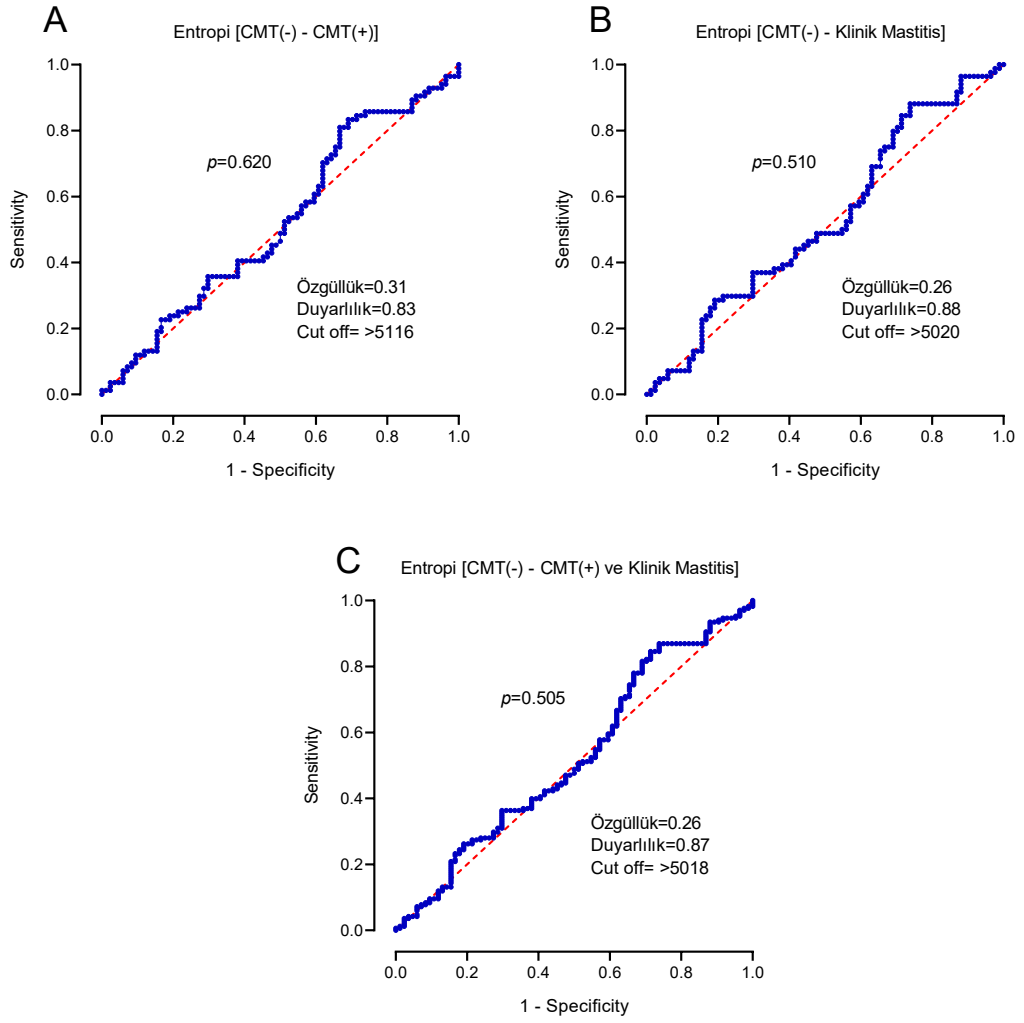 A
Entropi [CMT(-) - CMT(+)]
1.0
0.8
0.6
0.4
0.2
0.0
Sensitivity
p=0.620
Özgüllük=0.31
Duyarlılık=0.83
Cut off= >5116
0.0 0.2 0.4 0.6 0.8 1.0
1 - Specificity
B
Entropi [CMT(-) - Klinik Mastitis]
1.0
0.8
0.6
0.4
0.2
0.0
Sensitivity
p=0.510
Özgüllük=0.26
Duyarlılık=0.88
Cut off= >5020
0.0 0.2 0.4 0.6 0.8 1.0
1 - Specificity
C
Entropi [CMT(-) - CMT(+) ve Klinik Mastitis]
1.0
0.8
0.6
0.4
0.2
0.0
Sensitivity
p=0.505
Özgüllük=0.26
Duyarlılık=0.87
Cut off= >5018
0.0 0.2 0.4 0.6 0.8 1.0
1 - Specificity